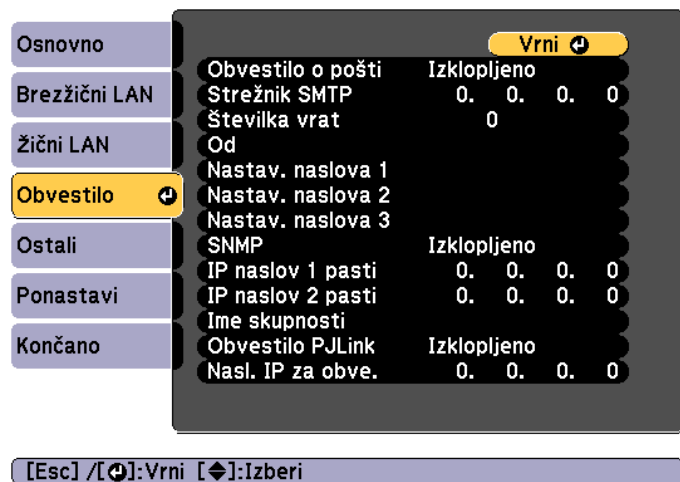 Osnovno
Brezžični LAN
Žični LAN
Obvestilo
Ostali
Ponastavi
Končano
Vrni
Obvestilo o pošti Izklopljeno
Strežnik SMTP 0. 0. 0. 0
Številka vrat 0
Od
Nastav. naslova 1
Nastav. naslova 2
Nastav. naslova 3
SNMP Izklopljeno
IP naslov 1 pasti 0. 0. 0. 0
IP naslov 2 pasti 0. 0. 0. 0
Ime skupnosti
Obvestilo PJLink Izklopljeno
Nasl. IP za obve. 0. 0. 0. 0
[Esc] /[⏎]:Vrni [◆]:Izberi